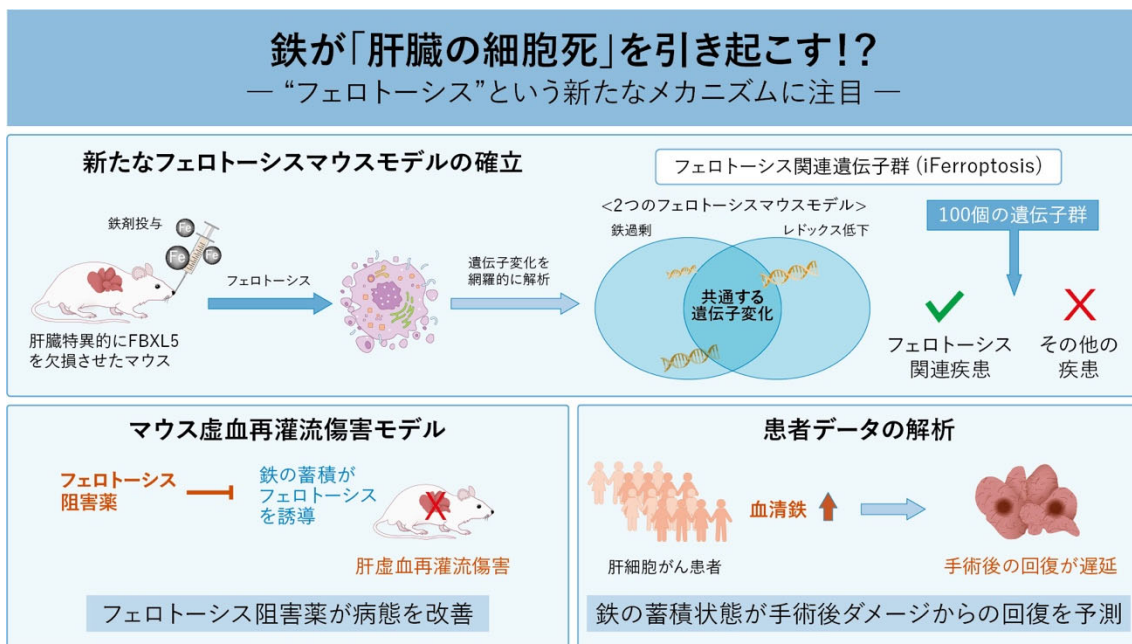 鉄が「肝臓の細胞死」を引き起こす!?
― “フェロトーシス”という新たなメカニズムに注目 ―
新たなフェロトーシスマウスモデルの確立
鉄剤投与
Fe
Fe
Fe
肝臓特異的にFBXL5
を欠損させたマウス
フェロトーシス
遺伝子変化を
網羅的に解析
フェロトーシス関連遺伝子群 (iFerroptosis)
<2つのフェロトーシスマウスモデル>
鉄過剰
レドックス低下
共通する
遺伝子変化
100個の遺伝子群
フェロトーシス
関連疾患
その他の
疾患
マウス虚血再灌流傷害モデル
フェロトーシス
阻害薬
鉄の蓄積が
フェロトーシス
を誘導
肝虚血再灌流傷害
フェロトーシス阻害薬が病態を改善
患者データの解析
肝細胞がん患者
血清鉄
手術後の回復が遅延
鉄の蓄積状態が手術後ダメージからの回復を予測